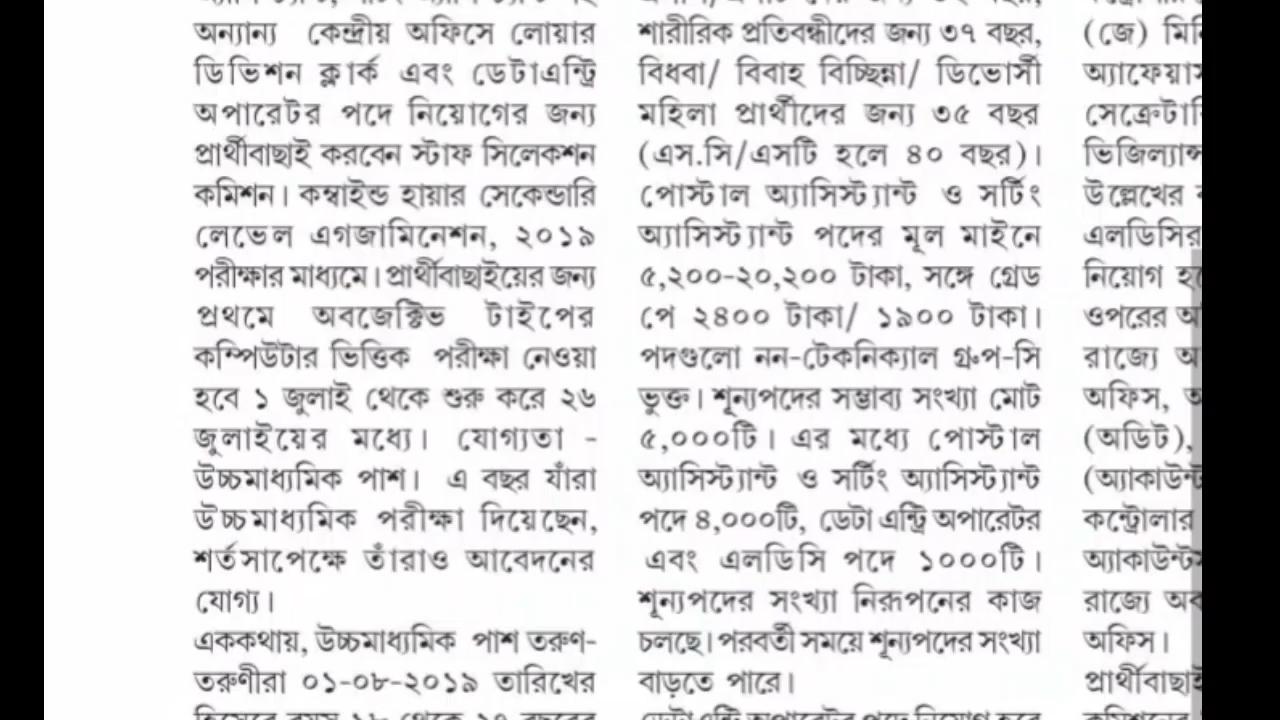 অন্যান্য কেন্দ্রীয় অফিসে লোয়ার
ডিভিশন ক্লার্ক এবং ডেটাএন্ট্রি
অপারেটর পদে নিয়োগের জন্য
প্রার্থীবাছাই করবেন স্টাফ সিলেকশন
কমিশন। কম্বাইন্ড হায়ার সেকেন্ডারি
লেভেল এগজামিনেশন, ২০১৯
পরীক্ষার মাধ্যমে। প্রার্থীবাছাইয়ের জন্য
প্রথমে অবজেক্টিভ টাইপের
কম্পিউটার ভিত্তিক পরীক্ষা নেওয়া
হবে ১ জুলাই থেকে শুরু করে ২৬
জুলাইয়ের মধ্যে। যোগ্যতা -
উচ্চমাধ্যমিক পাশ। এ বছর যাঁরা
উচ্চমাধ্যমিক পরীক্ষা দিয়েছেন,
শর্তসাপেক্ষে তাঁরাও আবেদনের
যোগ্য।
এককথায়, উচ্চমাধ্যমিক পাশ তরুণ-
তরুণীরা ০১-০৮-২০১৯ তারিখের
শারীরিক প্রতিবন্ধীদের জন্য ৩৭ বছর,
বিধবা/ বিবাহ বিচ্ছিন্না/ ডিভোর্সী
মহিলা প্রার্থীদের জন্য ৩৫ বছর
(এস.সি/এসটি হলে ৪০ বছর)।
পোস্টাল অ্যাসিস্ট্যান্ট ও সর্টিং
অ্যাসিস্ট্যান্ট পদের মূল মাইনে
৫,২০০-২০,২০০ টাকা, সঙ্গে গ্রেড
পে ২৪০০ টাকা/ ১৯০০ টাকা।
পদগুলো নন-টেকনিক্যাল গ্রুপ-সি
ভুক্ত। শূন্যপদের সম্ভাব্য সংখ্যা মোট
৫,০০০টি। এর মধ্যে পোস্টাল
অ্যাসিস্ট্যান্ট ও সর্টিং অ্যাসিস্ট্যান্ট
পদে ৪,০০০টি, ডেটা এন্ট্রি অপারেটর
এবং এলডিসি পদে ১০০০টি।
শূন্যপদের সংখ্যা নিরূপনের কাজ
চলছে। পরবর্তী সময়ে শূন্যপদের সংখ্যা
বাড়তে পারে।
(জে)
উল্লেখের
এলডিসির
নিয়োগ
ওপরের
রাজ্যে
অফিস,
(অডিট),
কন্ট্রোলার
রাজ্যে
অফিস।